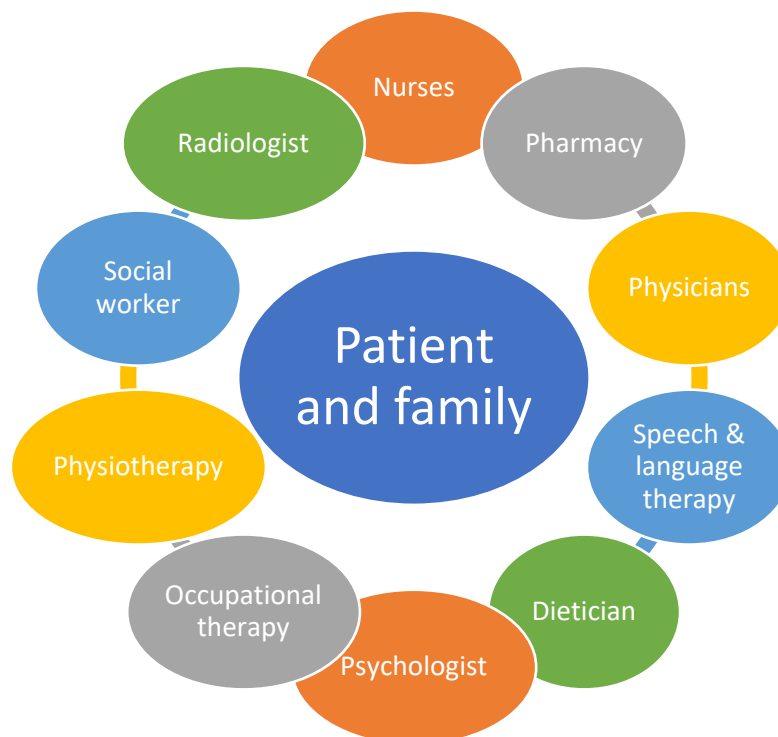 Nurses
Pharmacy
Physicians
Speech &
language
therapy
Dietician
Psychologist
Occupational
therapy
Physiotherapy
Social
worker
Radiologist
Patient
and family